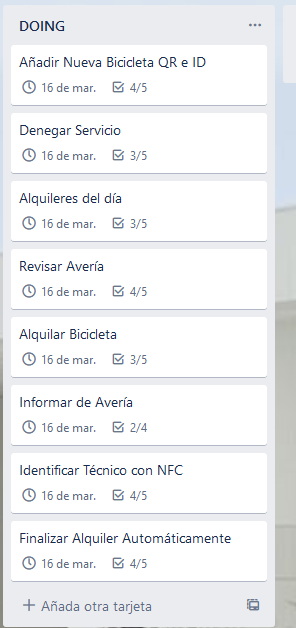 DOING
Añadir Nueva Bicicleta QR e ID
16 de mar. 4/5
Denegar Servicio
16 de mar. 3/5
Alquileres del día
16 de mar. 3/5
Revisar Avería
16 de mar. 4/5
Alquilar Bicicleta
16 de mar. 3/5
Informar de Avería
16 de mar. 2/4
Identificar Técnico con NFC
16 de mar. 4/5
Finalizar Alquiler Automáticamente
16 de mar. 4/5
Añada otra tarjeta